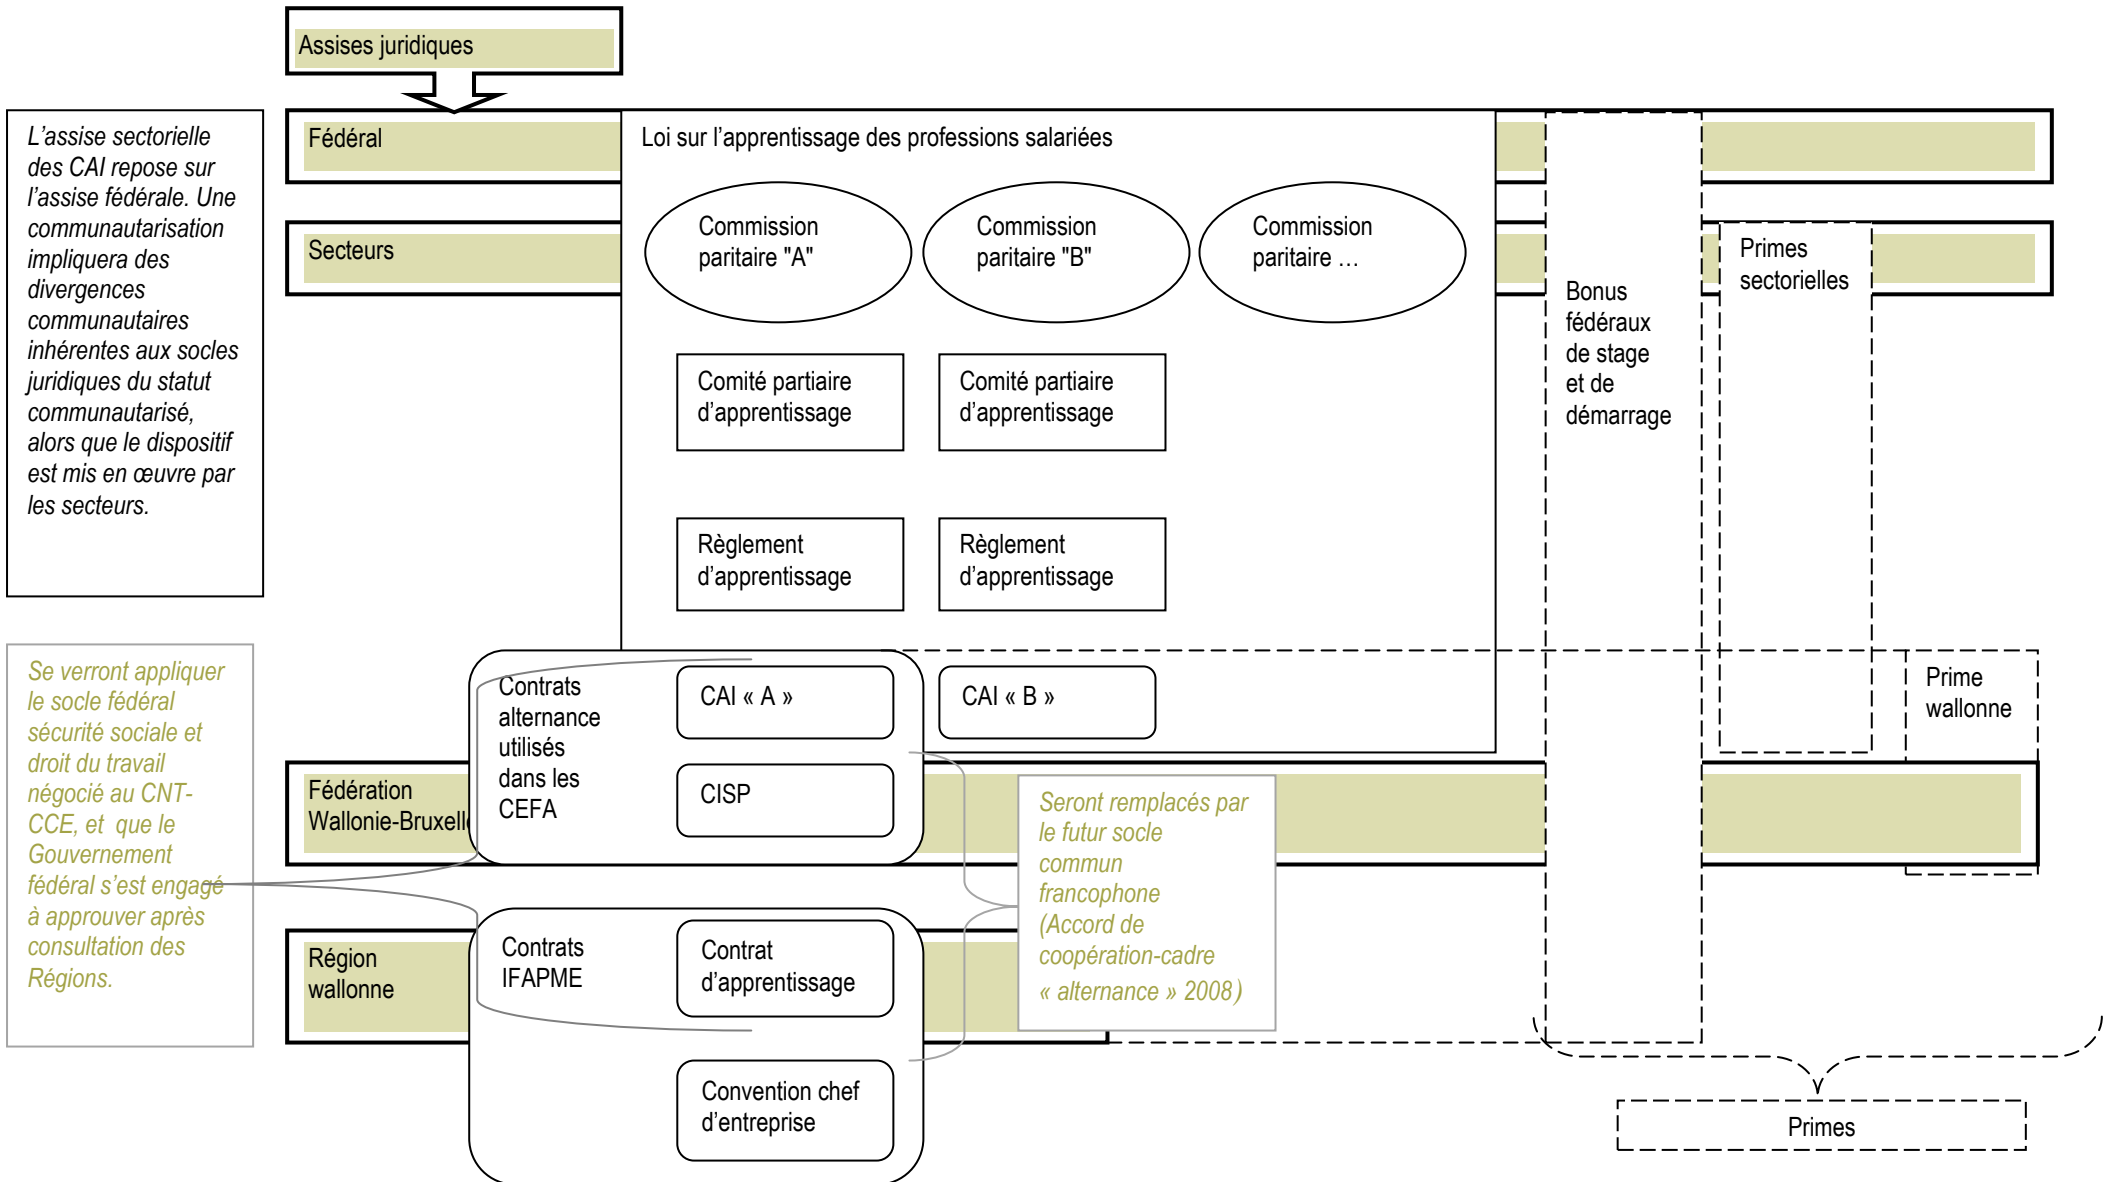 Assises juridiques
L'assise sectorielle
des CAI repose sur
l'assise fédérale. Une
communautarisation
impliquera des
divergences
communautaires
inhérentes aux socles
juridiques du statut
communautarisé,
alors que le dispositif
est mis en œuvre par
les secteurs.
Fédéral
Loi sur l'apprentissage des professions salariées
Secteurs
Commission
paritaire "A"
Commission
paritaire "B"
Commission
paritaire …
Bonus
fédéraux
de stage
et de
démarrage
Primes
sectorielles
Comité partiaire
d'apprentissage
Comité partiaire
d'apprentissage
Règlement
d'apprentissage
Règlement
d'apprentissage
Se verront appliquer
le socle fédéral
sécurité sociale et
droit du travail
négocié au CNT-
CCE, et que le
Gouvernement
fédéral s'est engagé
à approuver après
consultation des
Régions.
Contrats
alternance
utilisés
dans les
CEFA
CAI « A »
CAI « B »
Prime
wallonne
CISP
Fédération
Wallonie-Bruxell
Seront remplacés par
le futur socle
commun
francophone
(Accord de
coopération-cadre
« alternance » 2008)
Région
wallonne
Contrats
IFAPME
Contrat
d'apprentissage
Convention chef
d'entreprise
Primes